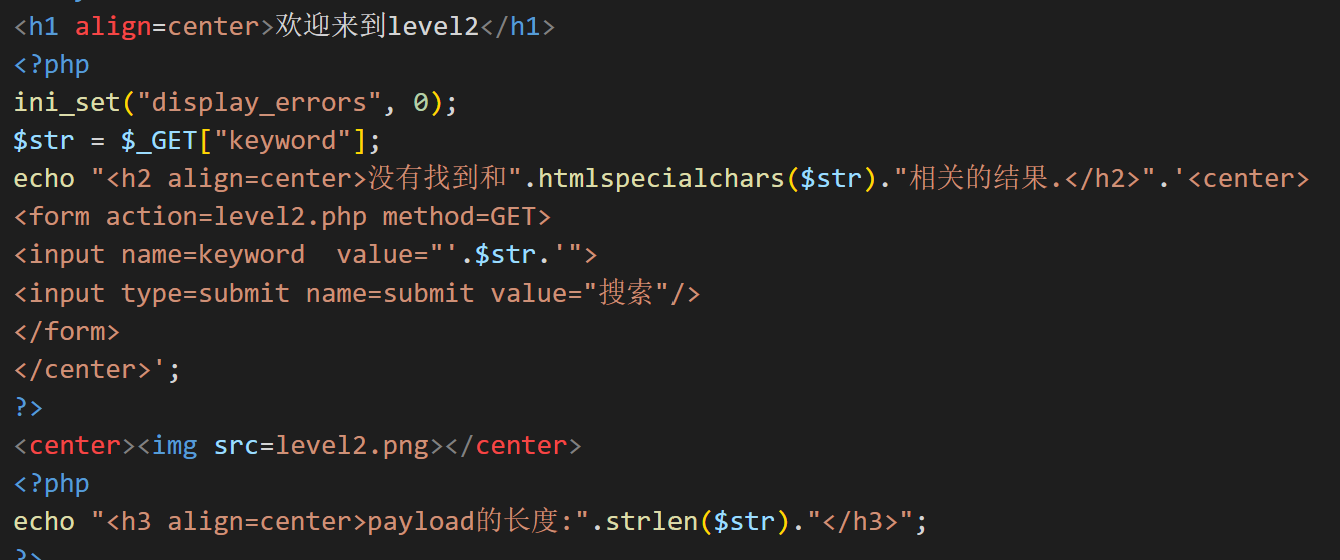 <h1 align=center>欢迎来到level2</h1>
<?php
ini_set("display_errors", 0);
$str = $_GET["keyword"];
echo "<h2 align=center>没有找到和".htmlspecialchars($str)."相关的结果.</h2>".'<center>
<form action=level2.php method=GET>
<input name=keyword  value="'.$str.'">
<input type=submit name=submit value="搜索"/>
</form>
</center>';
?>
<center><img src=level2.png></center>
<?php
echo "<h3 align=center>payload的长度:".strlen($str)."</h3>";
?>